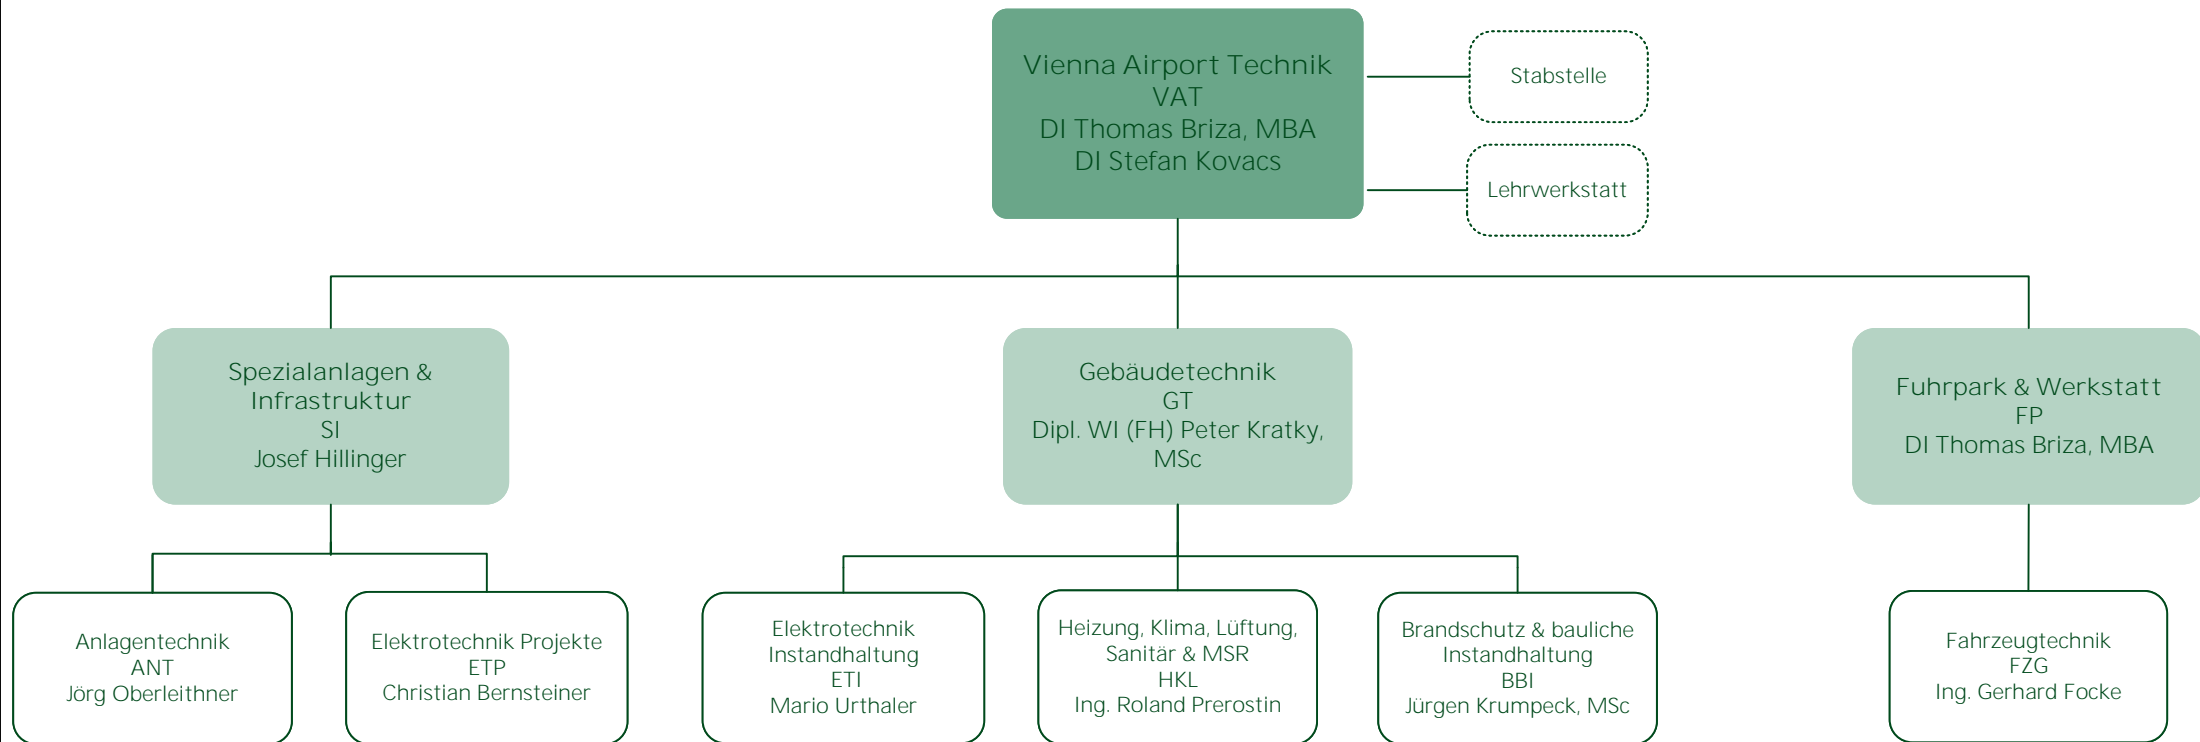 Vienna Airport Technik
VAT
DI Thomas Briza, MBA
DI Stefan Kovacs
Stabstelle
Lehrwerkstatt
Spezialanlagen &
Infrastruktur
SI
Josef Hillinger
Gebäudetechnik
GT
Dipl. WI (FH) Peter Kratky,
MSc
Fuhrpark & Werkstatt
FP
DI Thomas Briza, MBA
Anlagentechnik
ANT
Jörg Oberleithner
Elektrotechnik Projekte
ETP
Christian Bernsteiner
Elektrotechnik
Instandhaltung
ETI
Mario Urthaler
Heizung, Klima, Lüftung,
Sanitär & MSR
HKL
Ing. Roland Prerostin
Brandschutz & bauliche
Instandhaltung
BBI
Jürgen Krumpeck, MSc
Fahrzeugtechnik
FZG
Ing. Gerhard Focke